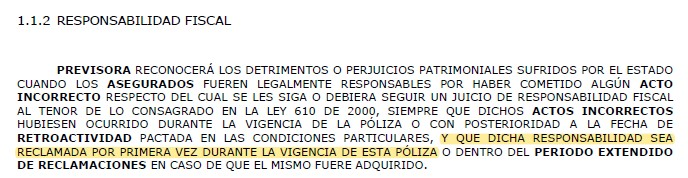 1.1.2 RESPONSABILIDAD FISCAL
PREVISORA RECONOCERÁ LOS DETRIMENTOS O PERJUICIOS PATRIMONIALES SUFRIDOS POR EL ESTADO
CUANDO LOS ASEGURADOS FUEREN LEGALMENTE RESPONSABLES POR HABER COMETIDO ALGÚN ACTO
INCORRECTO RESPECTO DEL CUAL SE LES SIGA O DEBIERA SEGUIR UN JUICIO DE RESPONSABILIDAD FISCAL
AL TENOR DE LO CONSAGRADO EN LA LEY 610 DE 2000, SIEMPRE QUE DICHOS ACTOS INCORRECTOS
HUBIESEN OCURRIDO DURANTE LA VIGENCIA DE LA PÓLIZA O CON POSTERIORIDAD A LA FECHA DE
RETROACTIVIDAD PACTADA EN LAS CONDICIONES PARTICULARES, Y QUE DICHA RESPONSABILIDAD SEA
RECLAMADA POR PRIMERA VEZ DURANTE LA VIGENCIA DE ESTA PÓLIZA O DENTRO DEL PERIODO EXTENDIDO
DE RECLAMACIONES EN CASO DE QUE EL MISMO FUERE ADQUIRIDO.